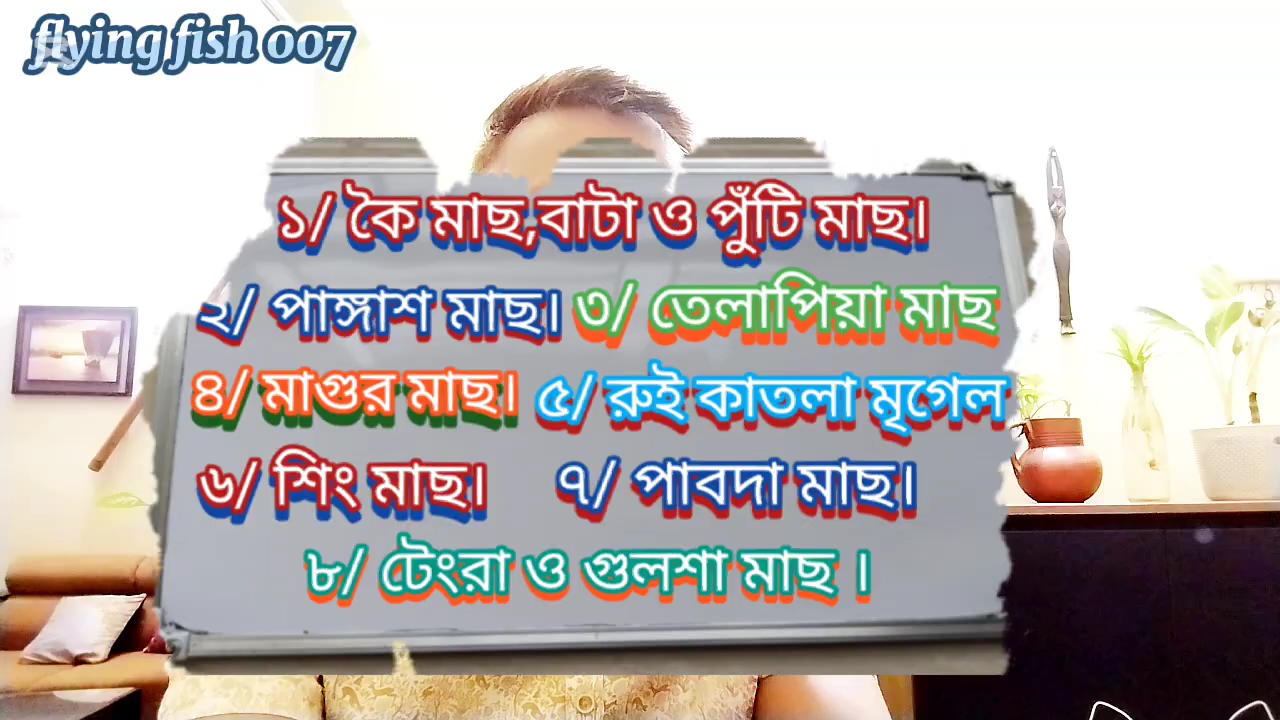 flying fish 007
১/ কৈ মাছ,বাটা ও পুঁটি মাছ।
২/ পাঙ্গাশ মাছ। ৩/ তেলাপিয়া মাছ
৪/ মাগুর মাছ। ৫/ রুই কাতলা মৃগেল
৬/ শিং মাছ। ৭/ পাবদা মাছ।
৮/ টেংরা ও গুলশা মাছ ।